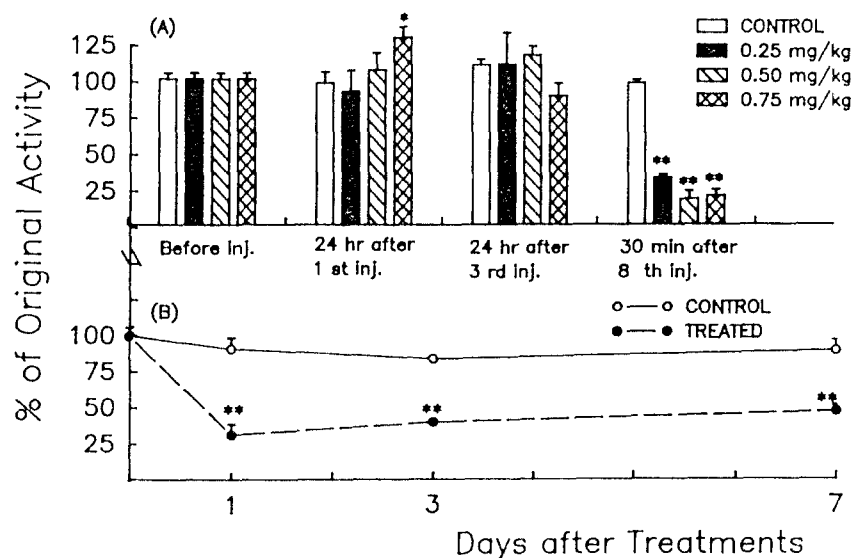 % of Original Activity
(A)
125
100
75
50
25
*
**
**
**
CONTROL
0.25 mg/kg
0.50 mg/kg
0.75 mg/kg
Before inj.
24 hr after
1 st inj.
24 hr after
3 rd inj.
30 min after
8 th inj.
(B)
CONTROL
TREATED
100
75
50
25
**
**
**
1
3
7
Days after Treatments